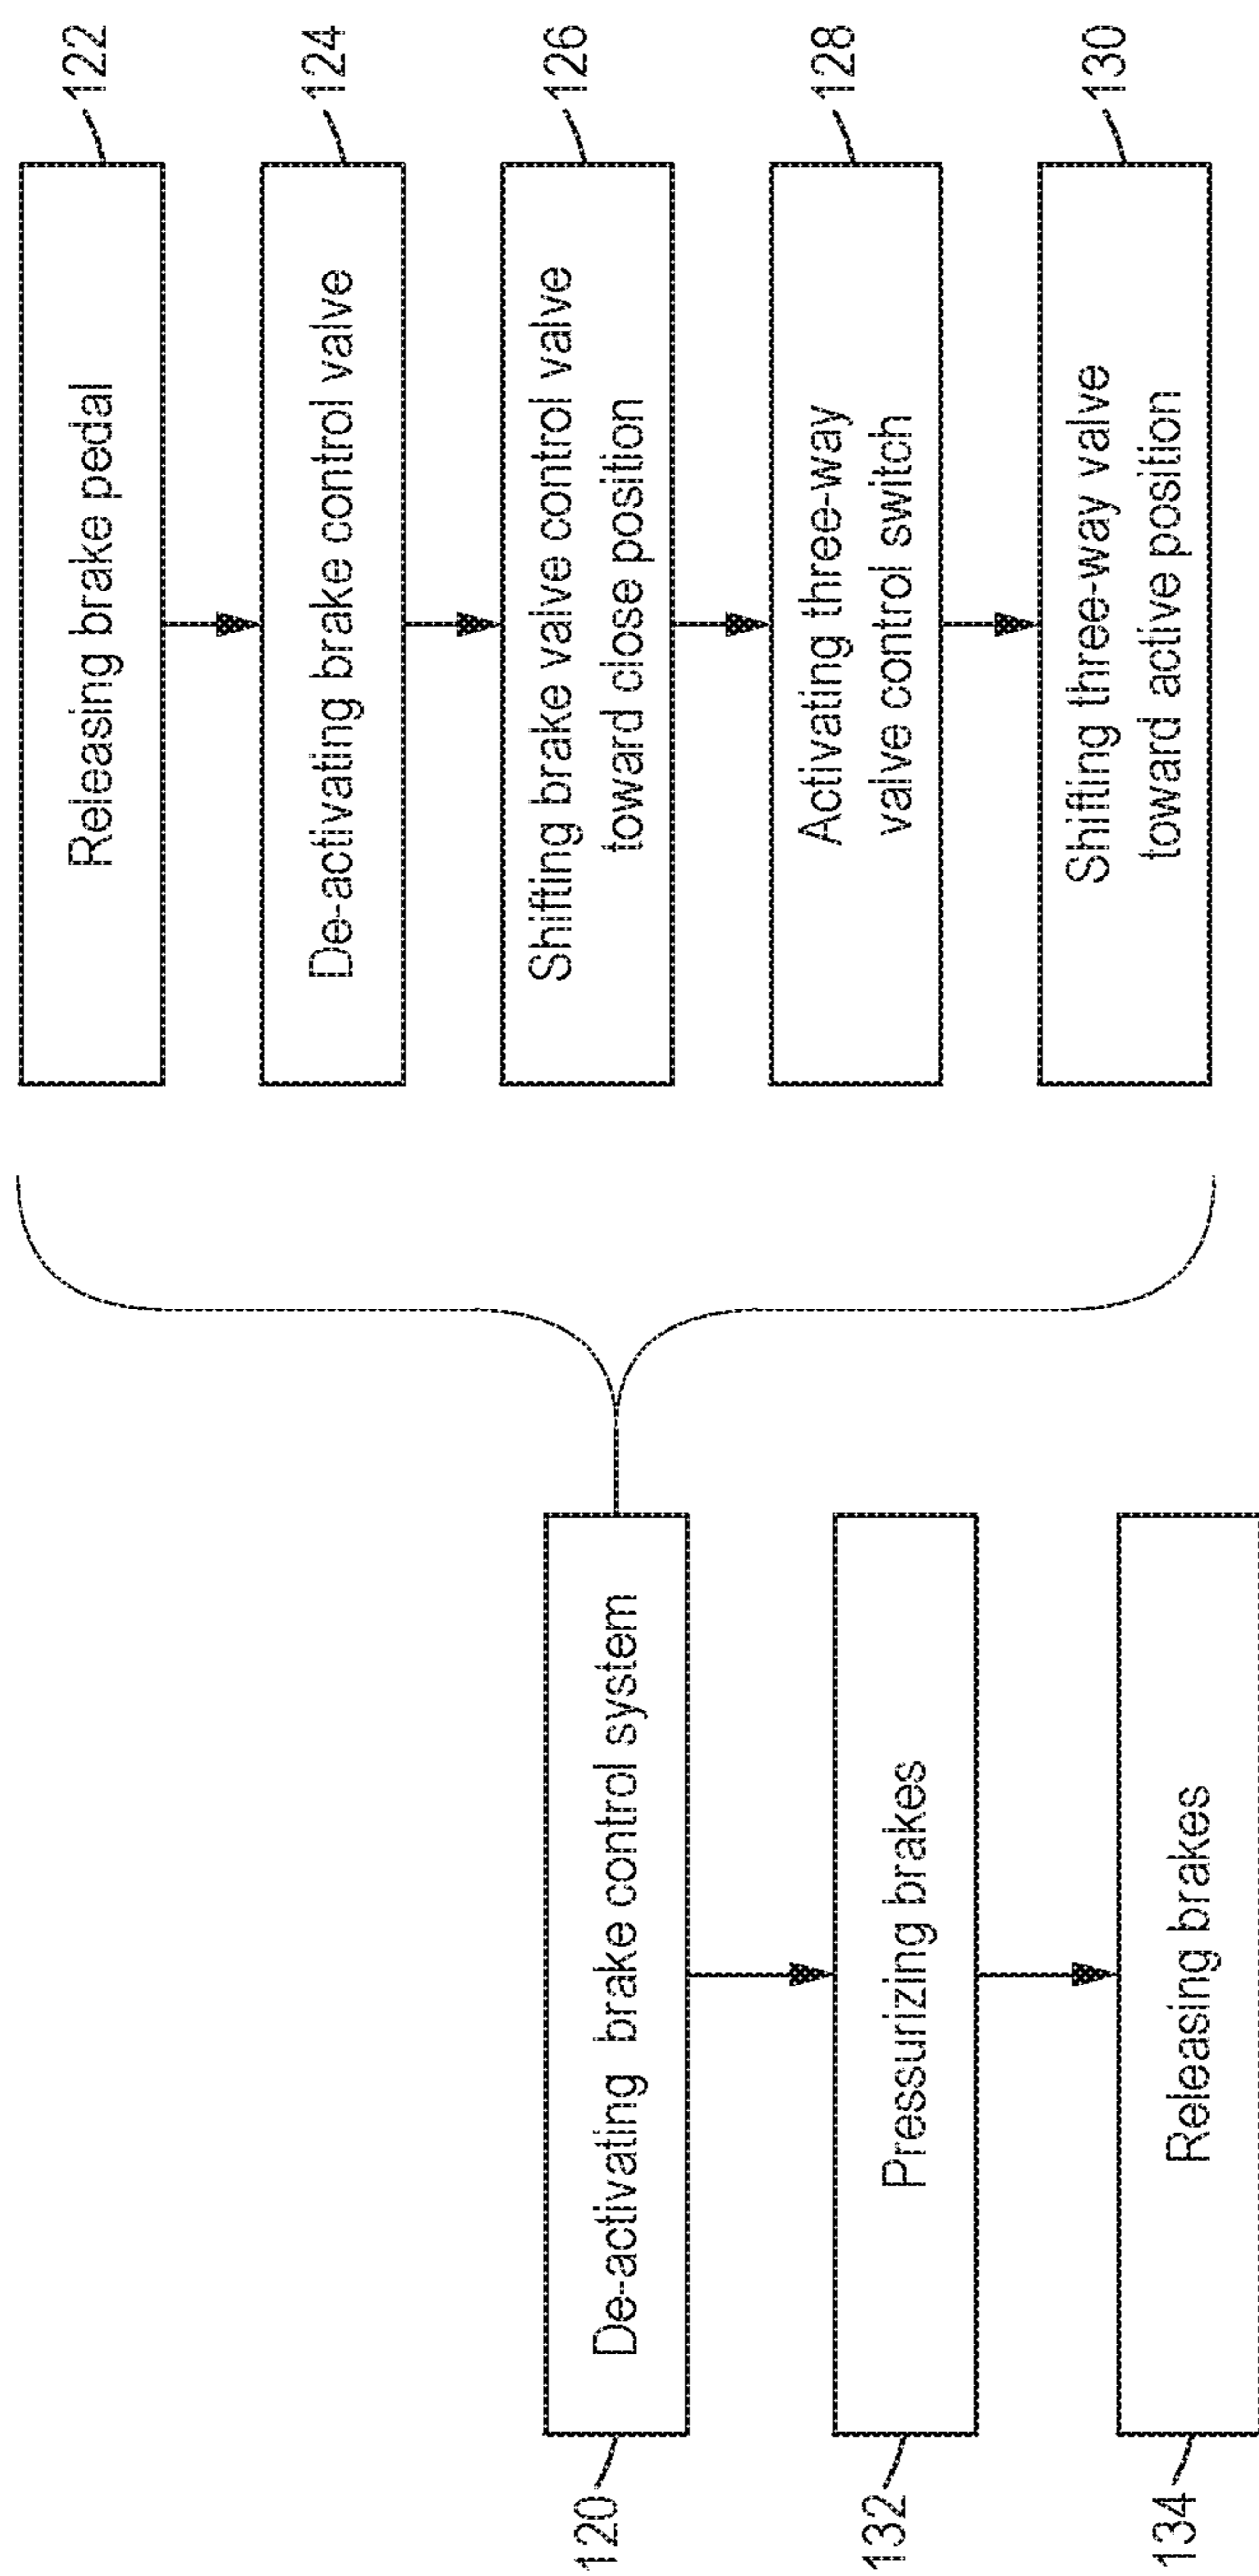 120
De-activating brake control system
132
Pressurizing brakes
134
Releasing brakes
Releasing brake pedal
122
De-activating brake control valve
124
Shifting brake valve control valve
toward close position
126
Activating three-way
valve control switch
128
Shifting three-way valve
toward active position
130